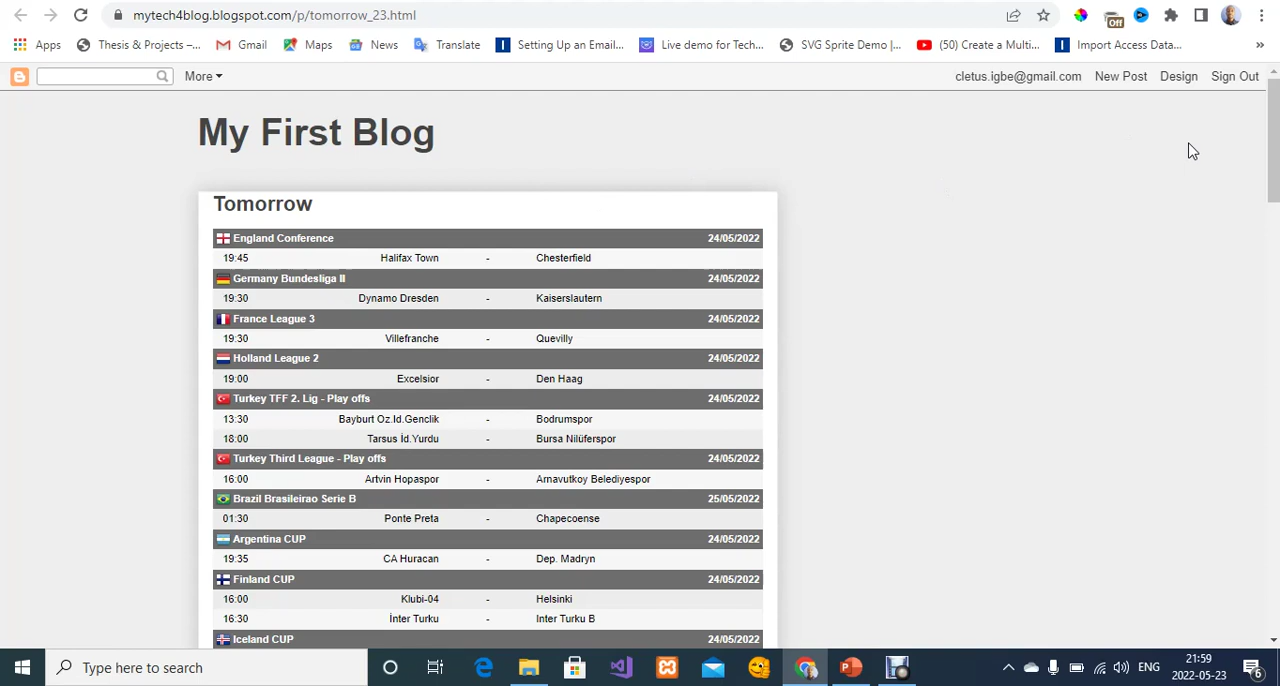 mytech4blog.blogspot.com/p/tomorrow_23.html
Off
Apps Thesis & Projects –... Gmail Maps News Translate Setting Up an Email... Live demo for Tech... SVG Sprite Demo |... (50) Create a Multi... Import Access Data... »
More cletus.igbe@gmail.com New Post Design Sign Out
My First Blog
Tomorrow
England Conference 24/05/2022
19:45 Halifax Town - Chesterfield
Germany Bundesliga II 24/05/2022
19:30 Dynamo Dresden - Kaiserslautern
France League 3 24/05/2022
19:30 Villefranche - Quevilly
Holland League 2 24/05/2022
19:00 Excelsior - Den Haag
Turkey TFF 2. Lig - Play offs 24/05/2022
13:30 Bayburt Oz.Id.Genclik - Bodrumspor
18:00 Tarsus İd.Yurdu - Bursa Nilüferspor
Turkey Third League - Play offs 24/05/2022
16:00 Artvin Hopaspor - Arnavutkoy Belediyespor
Brazil Brasileirao Serie B 25/05/2022
01:30 Ponte Preta - Chapecoense
Argentina CUP 24/05/2022
19:35 CA Huracan - Dep. Madryn
Finland CUP 24/05/2022
16:00 Klubi-04 - Helsinki
16:30 İnter Turku - Inter Turku B
Iceland CUP 24/05/2022
Type here to search ENG 21:59
2022-05-23 6